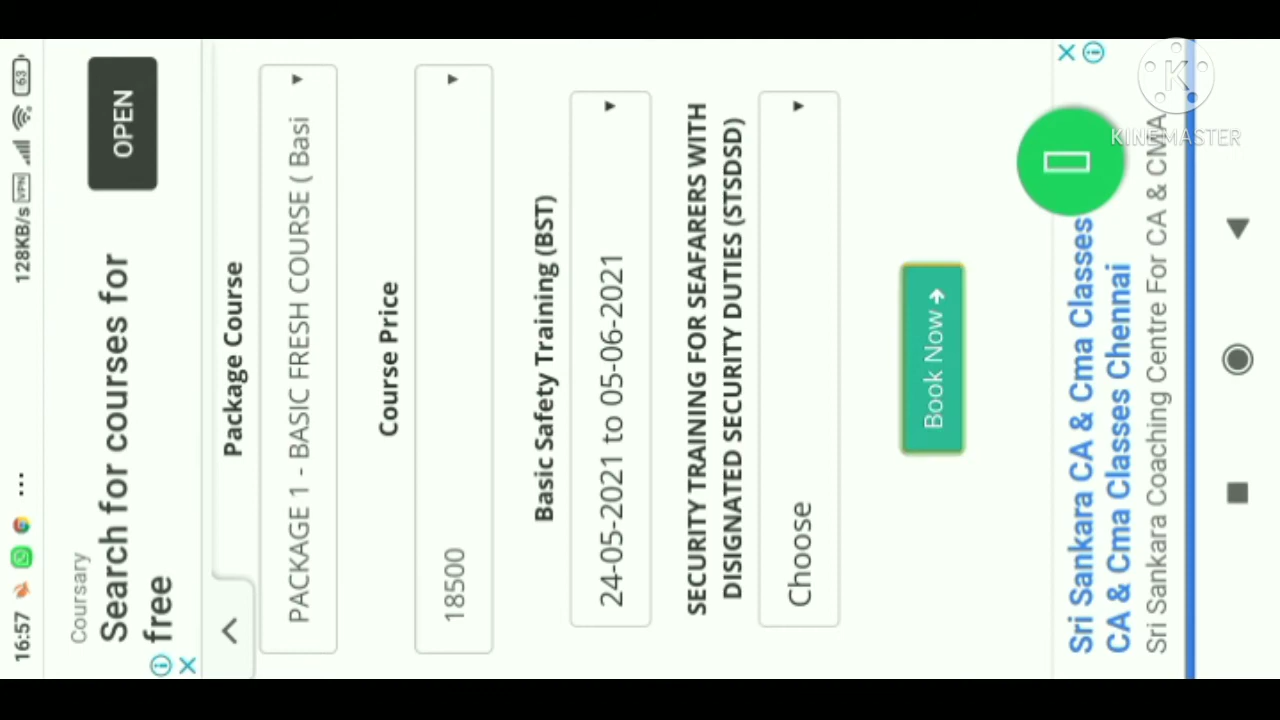 16:57 ... 128KB/s VPN 63
Coursary
Search for courses for
free
OPEN
Package Course
PACKAGE 1 - BASIC FRESH COURSE ( Basi
Course Price
18500
Basic Safety Training (BST)
24-05-2021 to 05-06-2021
SECURITY TRAINING FOR SEAFARERS WITH
DISIGNATED SECURITY DUTIES (STSDSD)
Choose
Book Now
Sri Sankara CA & Cma Classes
CA & Cma Classes Chennai
Sri Sankara Coaching Centre For CA & CMA
K
KINEMASTER